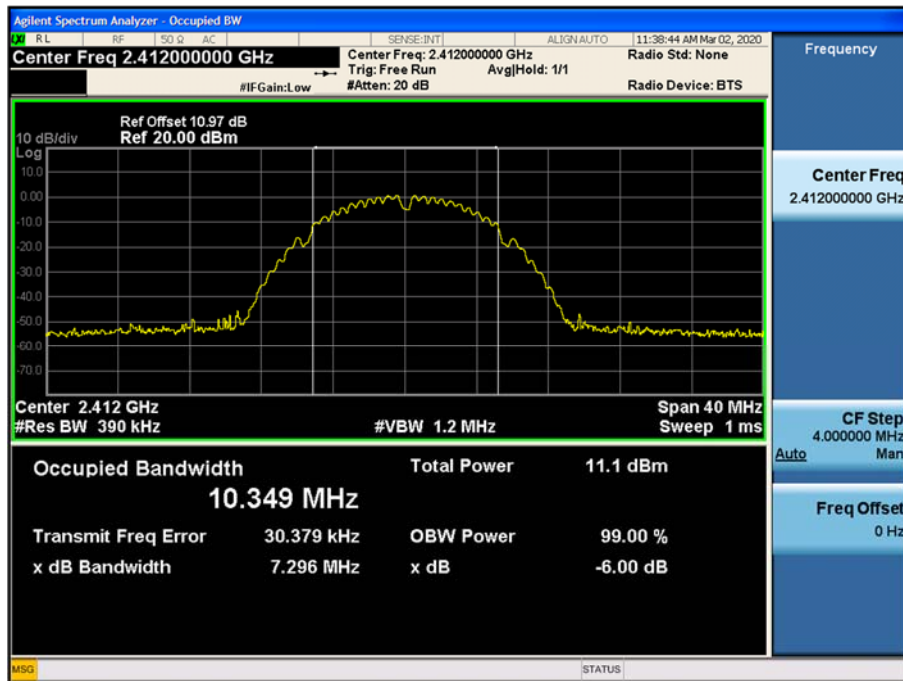 Agilent Spectrum Analyzer - Occupied BW
LXI RL RF 50 Ω AC SENSE:INT ALIGN AUTO 11:38:44 AM Mar 02, 2020
Center Freq 2.412000000 GHz
Center Freq: 2.412000000 GHz
Radio Std: None
Trig: Free Run Avg|Hold: 1/1
#IFGain:Low
#Atten: 20 dB
Radio Device: BTS
Ref Offset 10.97 dB
10 dB/div Ref 20.00 dBm
Log
10.0
0.00
-10.0
-20.0
-30.0
-40.0
-50.0
-60.0
-70.0
Center 2.412 GHz Span 40 MHz
#Res BW 390 kHz #VBW 1.2 MHz Sweep 1 ms
Occupied Bandwidth Total Power 11.1 dBm
10.349 MHz
Transmit Freq Error 30.379 kHz OBW Power 99.00 %
x dB Bandwidth 7.296 MHz x dB -6.00 dB
MSG STATUS
Frequency
Center Freq
2.412000000 GHz
CF Step
4.000000 MHz
Auto Man
Freq Offset
0 Hz